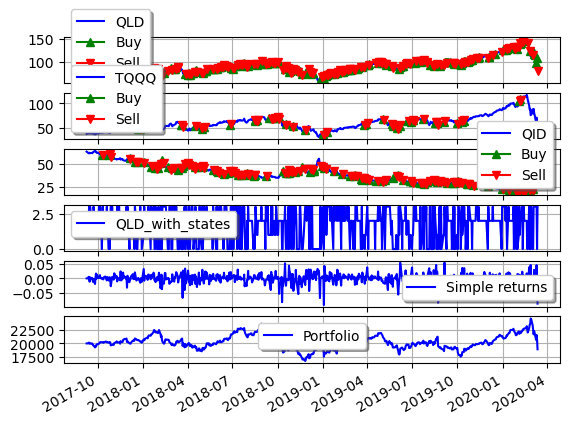 QLD
Buy
Sell
150
100
TQQQ
Buy
Sell
100
50
QID
Buy
Sell
50
25
2.5
0.0
QLD_with_states
0.05
0.00
−0.05
Simple returns
22500
20000
17500
Portfolio
2017-10 2018-01 2018-04 2018-07 2018-10 2019-01 2019-04 2019-07 2019-10 2020-01 2020-04